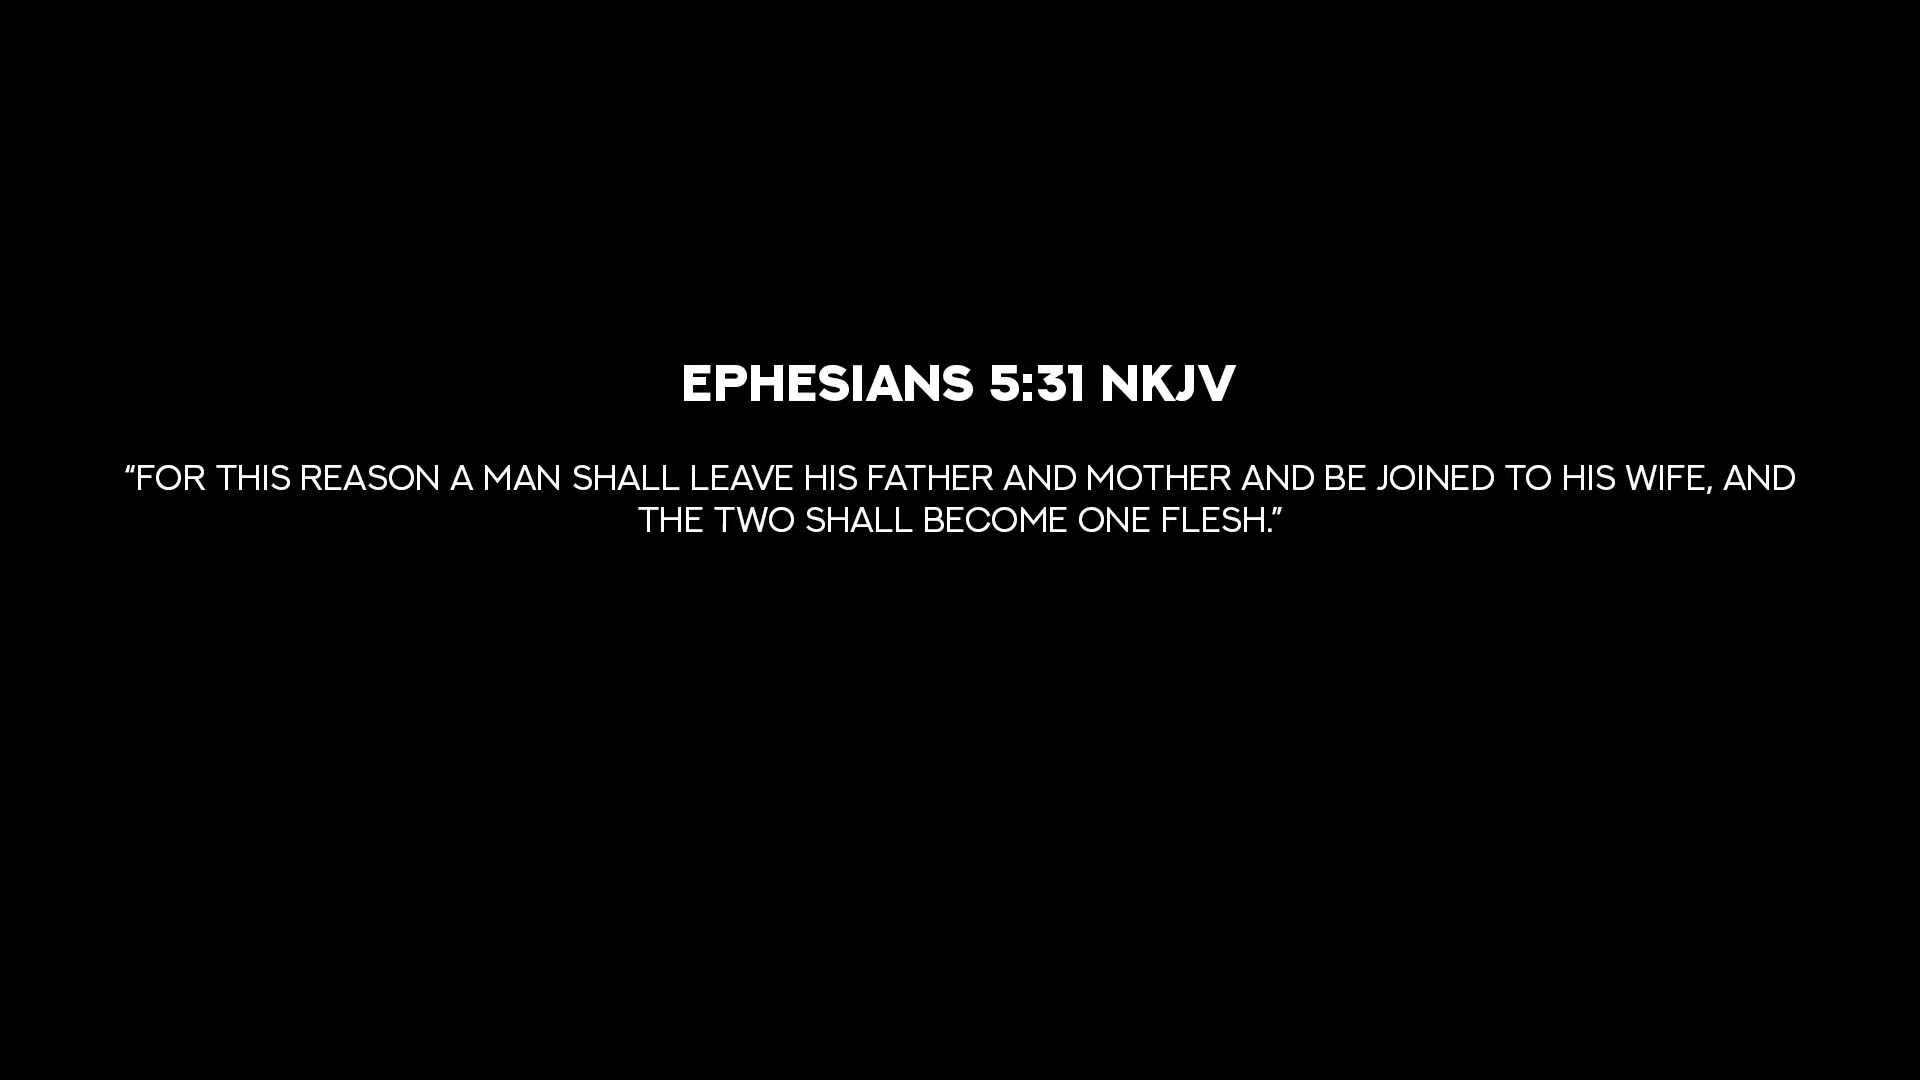 EPHESIANS 5:31 NKJV
“FOR THIS REASON A MAN SHALL LEAVE HIS FATHER AND MOTHER AND BE JOINED TO HIS WIFE, AND
THE TWO SHALL BECOME ONE FLESH.”